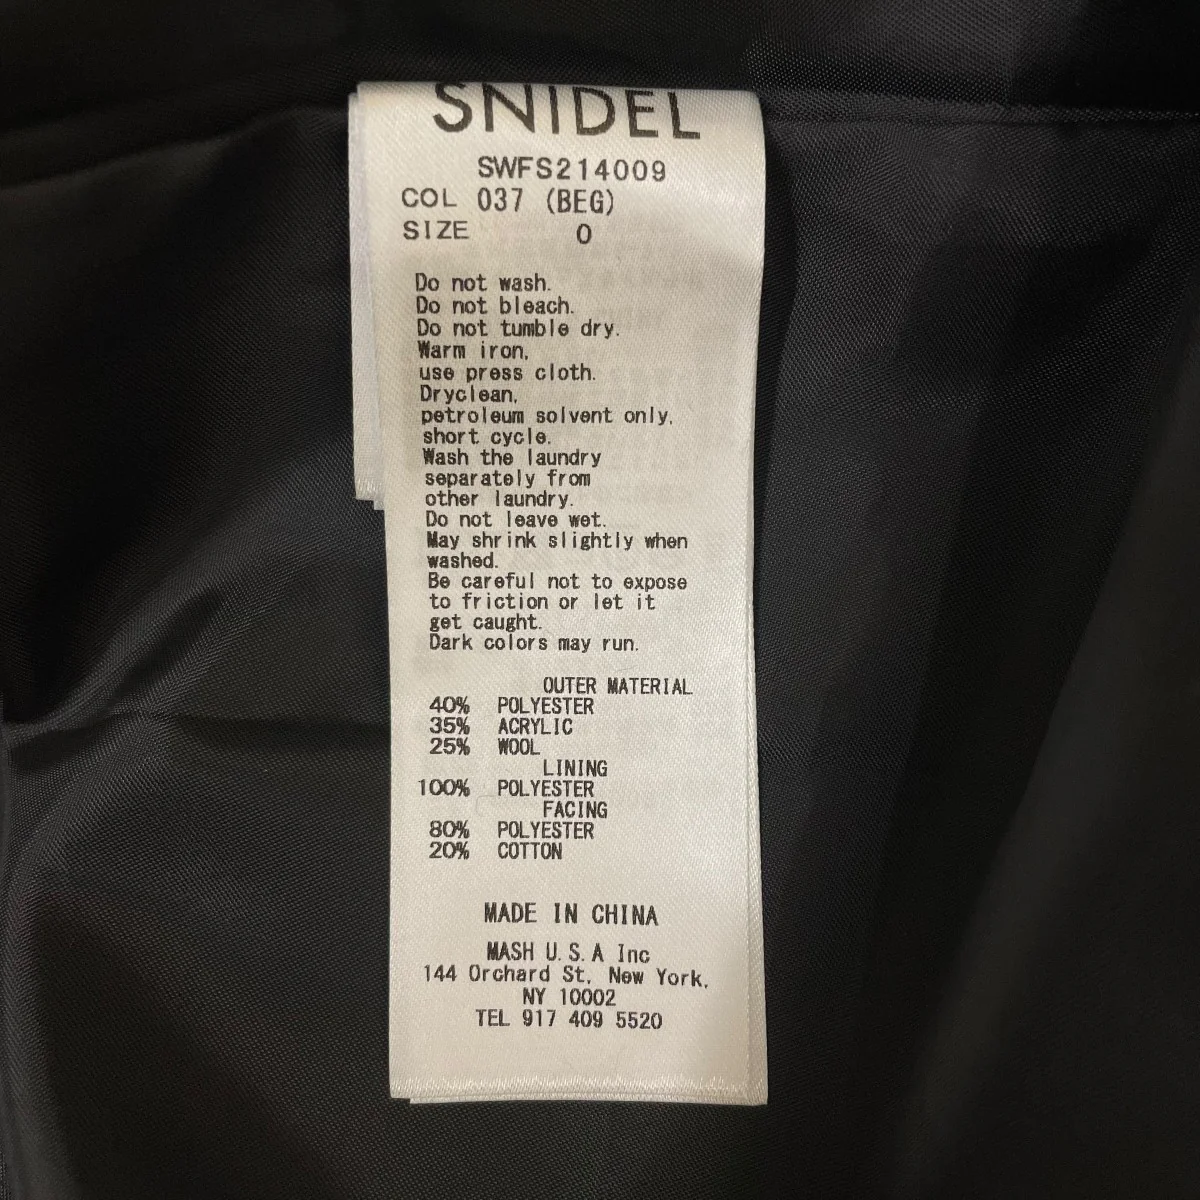 SNIDEL
SWFS214009
COL 037 (BEG)
SIZE 0
Do not wash.
Do not bleach.
Do not tumble dry.
Warm iron,
use press cloth.
Dryclean,
petroleum solvent only,
short cycle.
Wash the laundry
separately from
other laundry.
Do not leave wet.
May shrink slightly when
washed.
Be careful not to expose
to friction or let it
get caught.
Dark colors may run.
OUTER MATERIAL
40% POLYESTER
35% ACRYLIC
25% WOOL
LINING
100% POLYESTER
FACING
80% POLYESTER
20% COTTON
MADE IN CHINA
MASH U.S.A Inc
144 Orchard St, New York,
NY 10002
TEL 917 409 5520